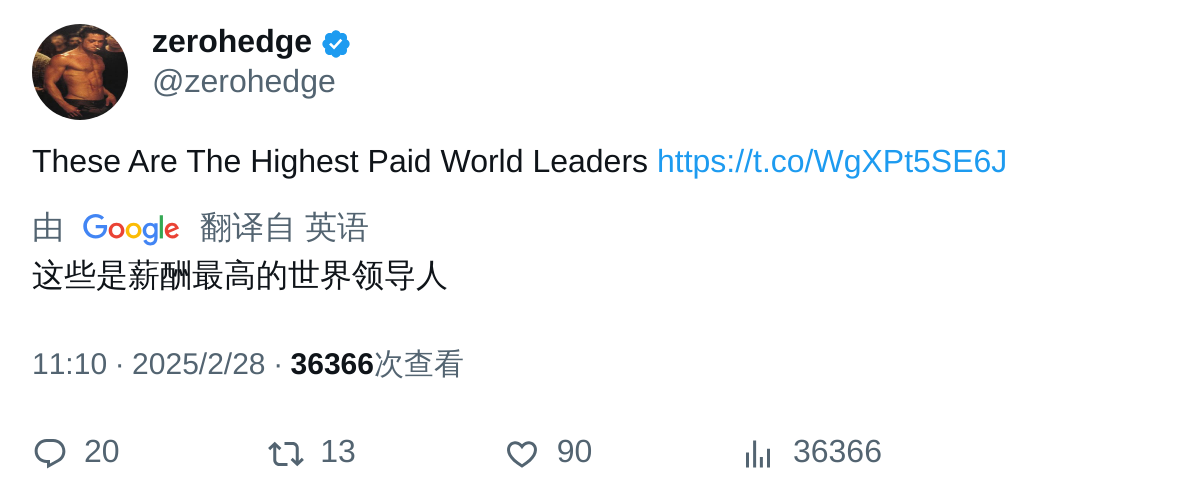 zerohedge
@zerohedge
These Are The Highest Paid World Leaders https://t.co/WgXPt5SE6J
由 Google 翻译自 英语
这些是薪酬最高的世界领导人
11:10 · 2025/2/28 · 36366次查看
20 13 90 36366